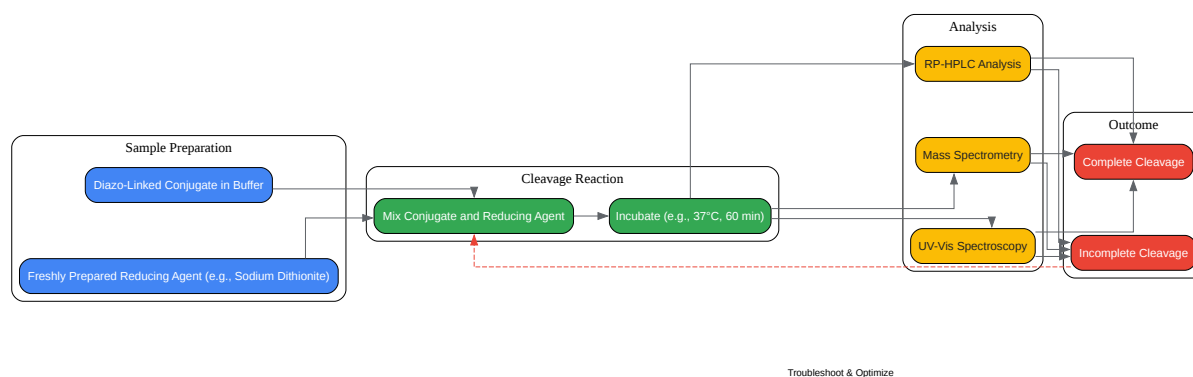 Sample Preparation
Diazo-Linked Conjugate in Buffer
Freshly Prepared Reducing Agent (e.g., Sodium Dithionite)
Cleavage Reaction
Mix Conjugate and Reducing Agent
Incubate (e.g., 37°C, 60 min)
Analysis
RP-HPLC Analysis
Mass Spectrometry
UV-Vis Spectroscopy
Outcome
Complete Cleavage
Incomplete Cleavage
Troubleshoot & Optimize